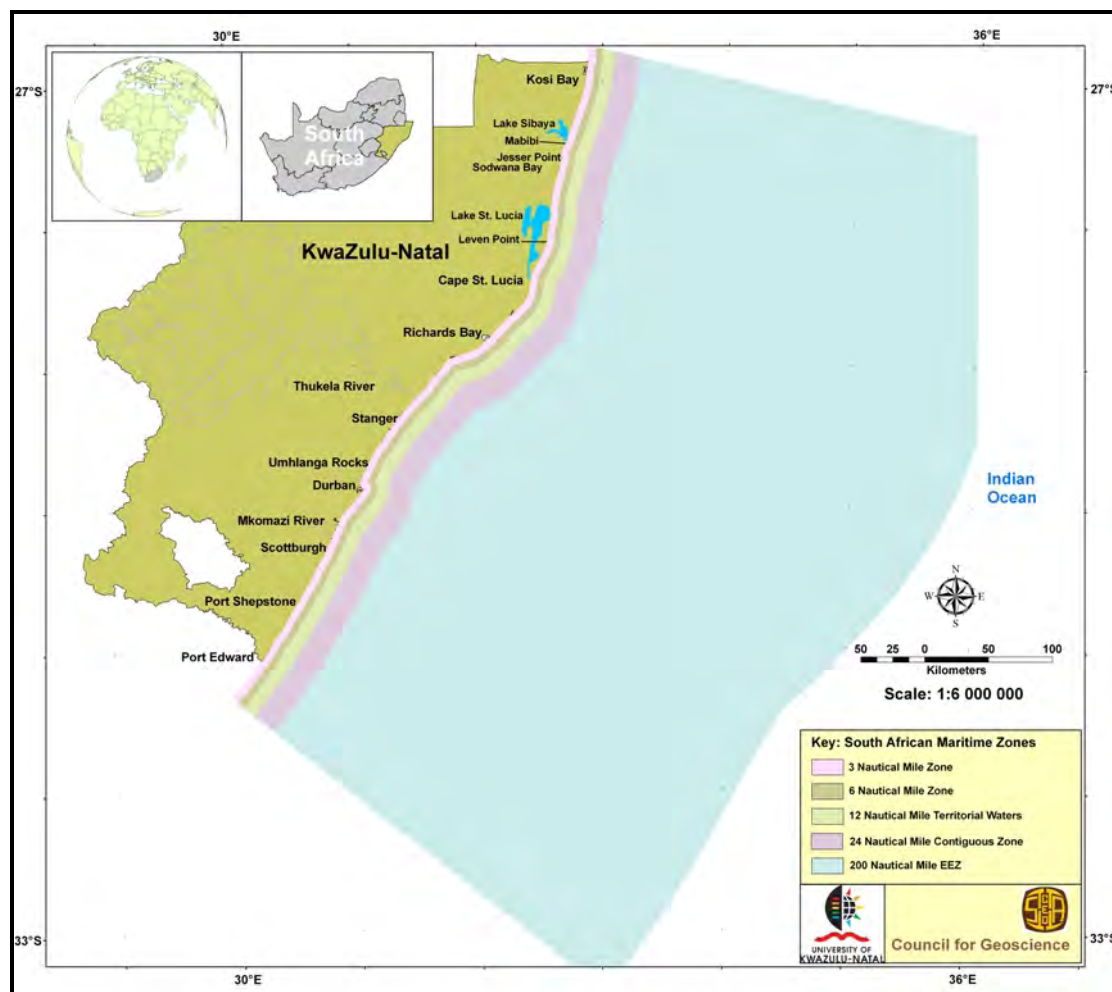 30°E
36°E
27°S
27°S
South
Africa
Kosi Bay
Lake Sibaya
Mabibi
Jesser Point
Sodwana Bay
Lake St. Lucia
Leven Point
KwaZulu-Natal
Cape St. Lucia
Richards Bay
Thukela River
Stanger
Umhlanga Rocks
Durban
Mkomazi River
Scottburgh
Port Shepstone
Port Edward
Indian
Ocean
N
W
E
S
50 25 0 50 100
Kilometers
Scale: 1:6 000 000
Key: South African Maritime Zones
3 Nautical Mile Zone
6 Nautical Mile Zone
12 Nautical Mile Territorial Waters
24 Nautical Mile Contiguous Zone
200 Nautical Mile EEZ
UNIVERSITY OF
KWAZULU-NATAL
Council for Geoscience
33°S
33°S
30°E
36°E